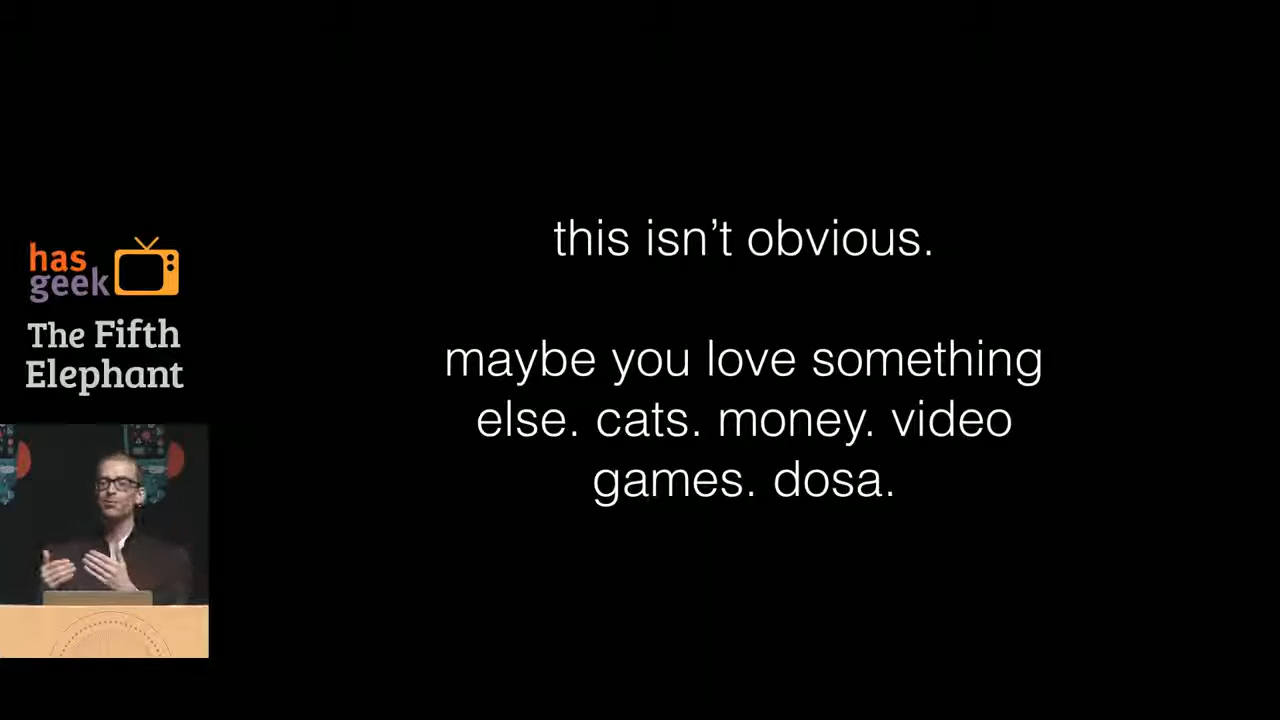 has
geek
The Fifth
Elephant
this isn't obvious.
maybe you love something
else. cats. money. video
games. dosa.